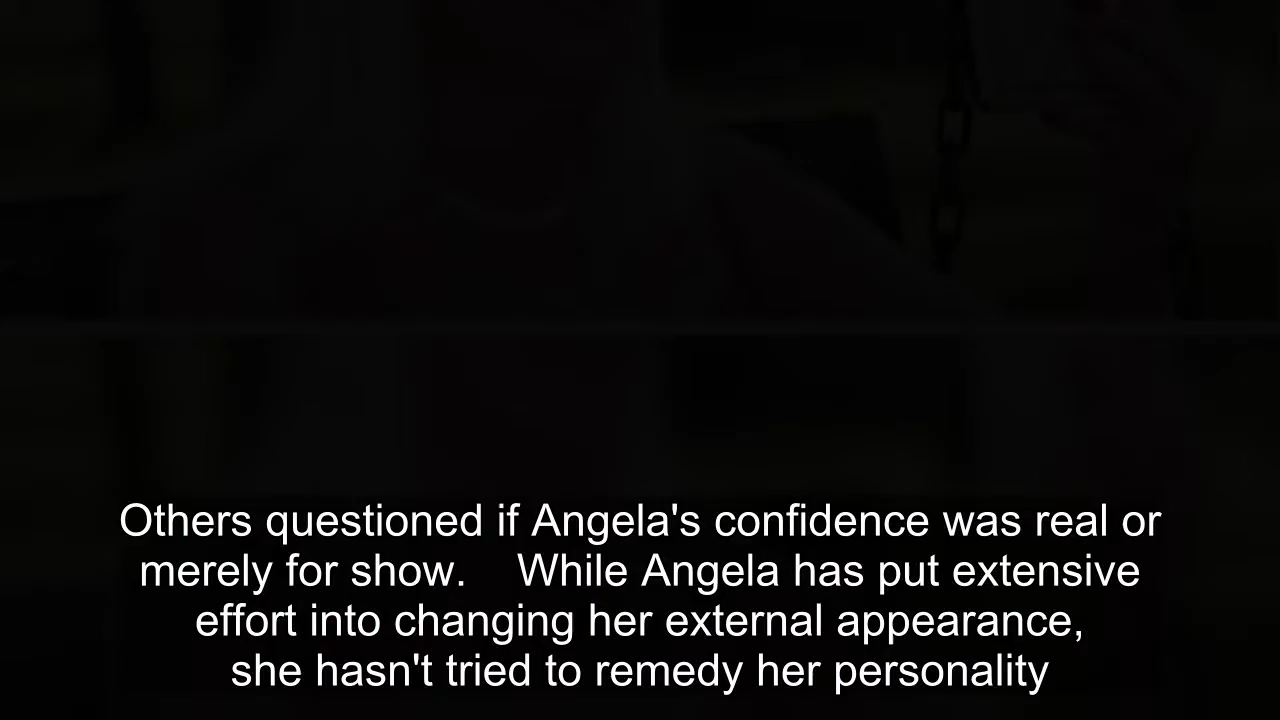 Others questioned if Angela's confidence was real or
merely for show.    While Angela has put extensive
effort into changing her external appearance,
she hasn't tried to remedy her personality